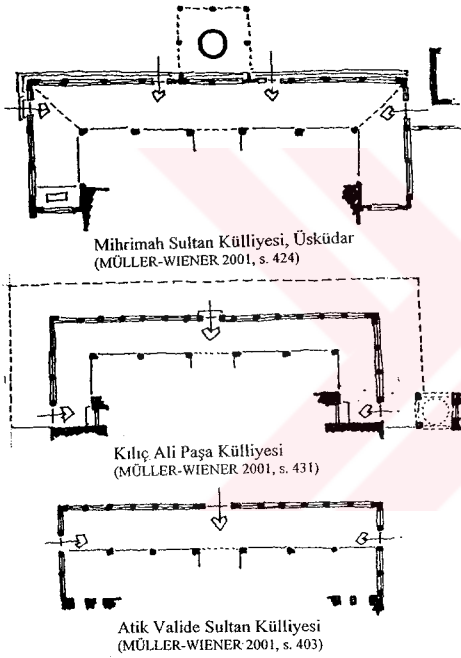 Mihrimah Sultan Külliyesi, Üsküdar
(MÜLLER-WIENER 2001, s. 424)
Kılıç Ali Paşa Külliyesi
(MÜLLER-WIENER 2001, s. 431)
Atik Valide Sultan Külliyesi
(MÜLLER-WIENER 2001, s. 403)